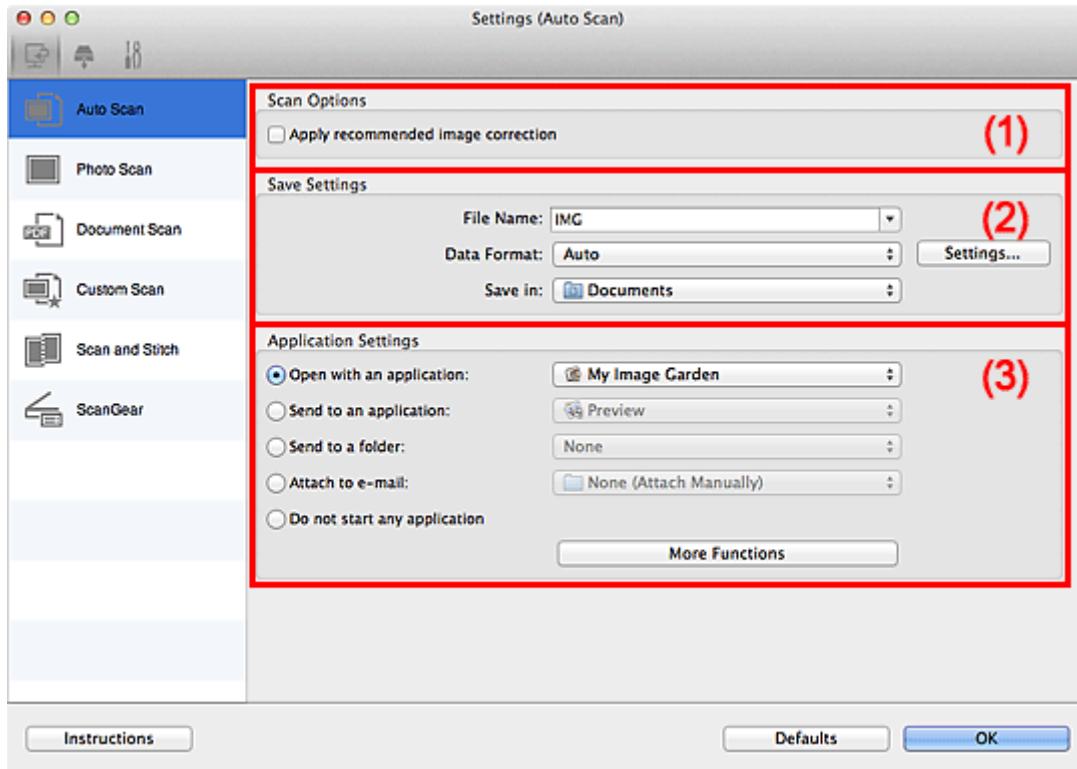 Settings (Auto Scan)
Auto Scan
Photo Scan
PDF
Document Scan
Custom Scan
Scan and Stitch
ScanGear
Scan Options
Apply recommended image correction
(1)
Save Settings
(2)
File Name: IMG
Data Format: Auto Settings...
Save in: Documents
Application Settings
(3)
Open with an application: My Image Garden
Send to an application: Preview
Send to a folder: None
Attach to e-mail: None (Attach Manually)
Do not start any application
More Functions
Instructions Defaults OK